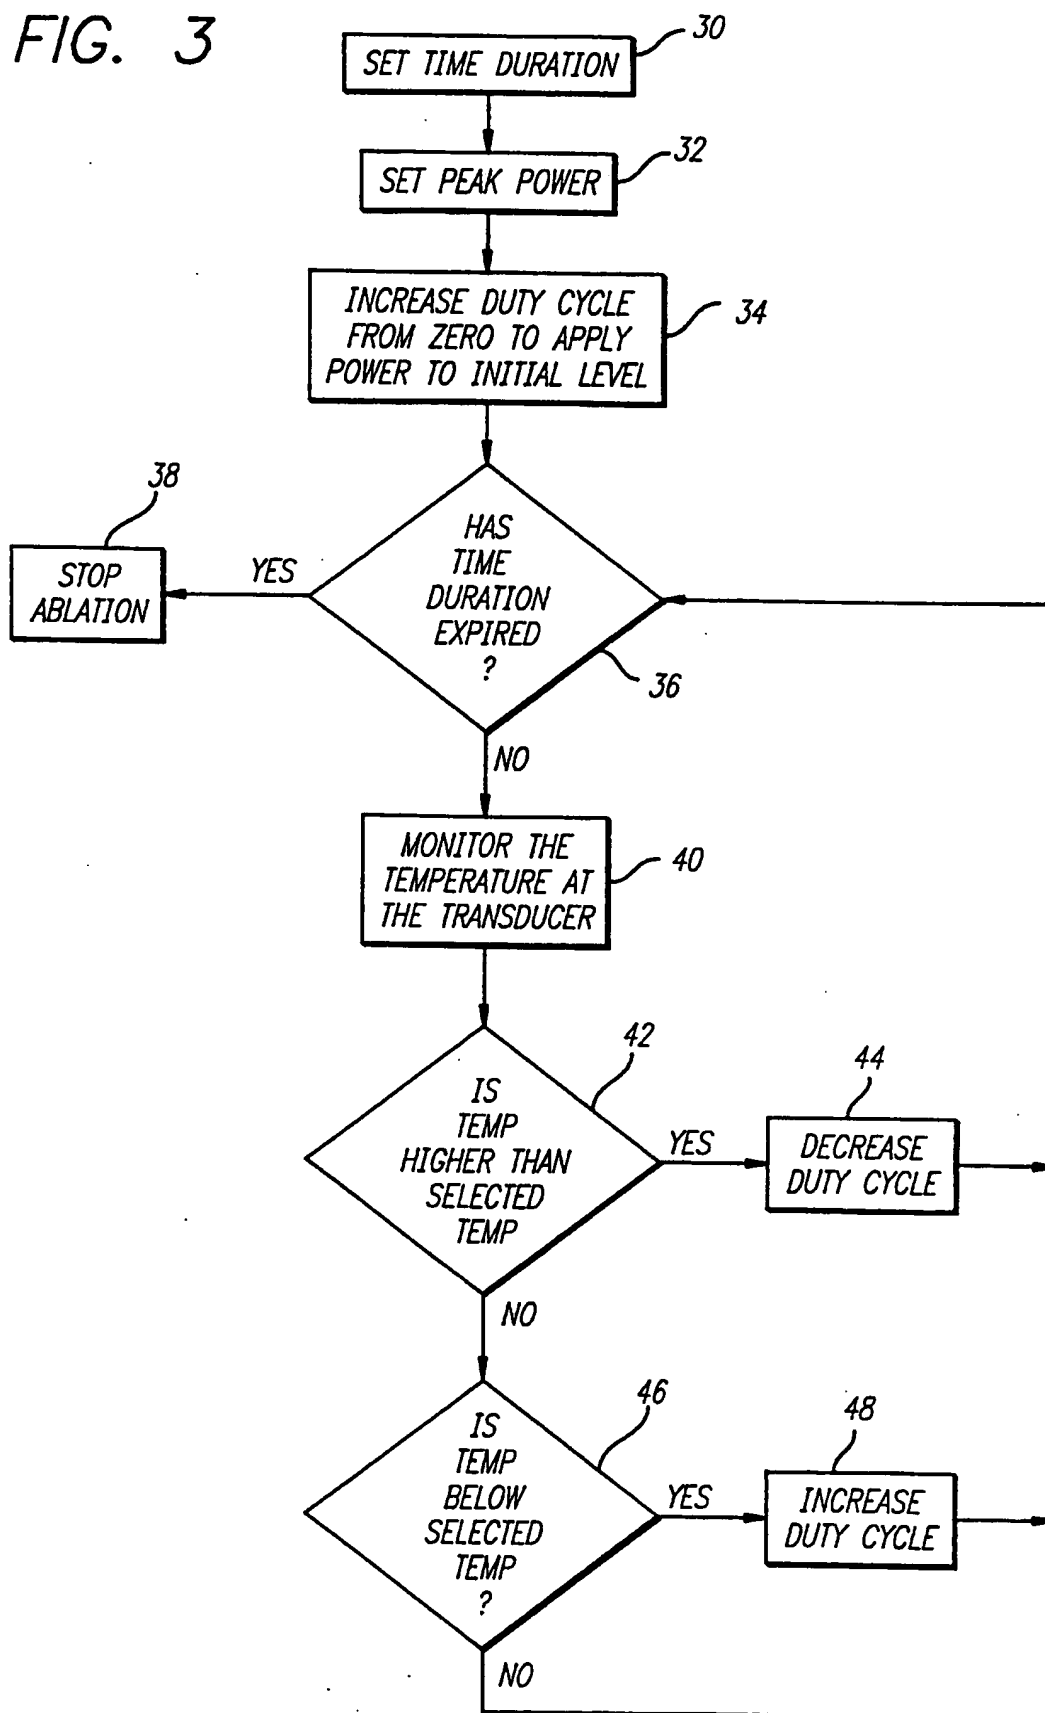 FIG. 3
30
SET TIME DURATION
32
SET PEAK POWER
34
INCREASE DUTY CYCLE
FROM ZERO TO APPLY
POWER TO INITIAL LEVEL
38
STOP
ABLATION
YES
HAS
TIME
DURATION
EXPIRED
?
36
NO
MONITOR THE
TEMPERATURE AT
THE TRANSDUCER
40
42
IS
TEMP
HIGHER THAN
SELECTED
TEMP
YES
44
DECREASE
DUTY CYCLE
NO
46
IS
TEMP
BELOW
SELECTED
TEMP
?
YES
48
INCREASE
DUTY CYCLE
NO